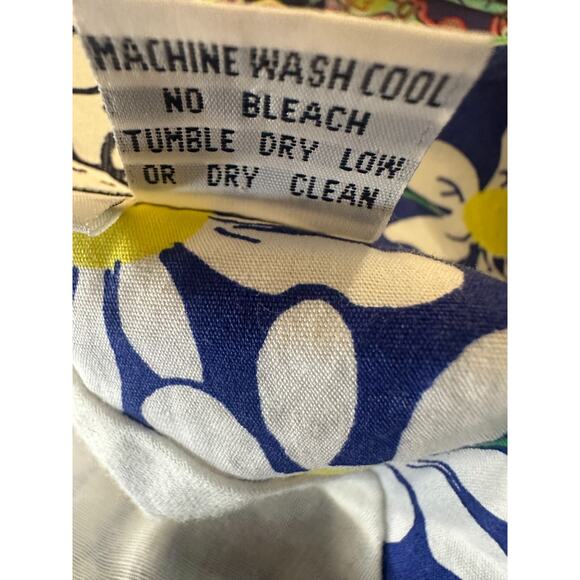 MACHINE WASH COOL
NO BLEACH
TUMBLE DRY LOW
OR DRY CLEAN